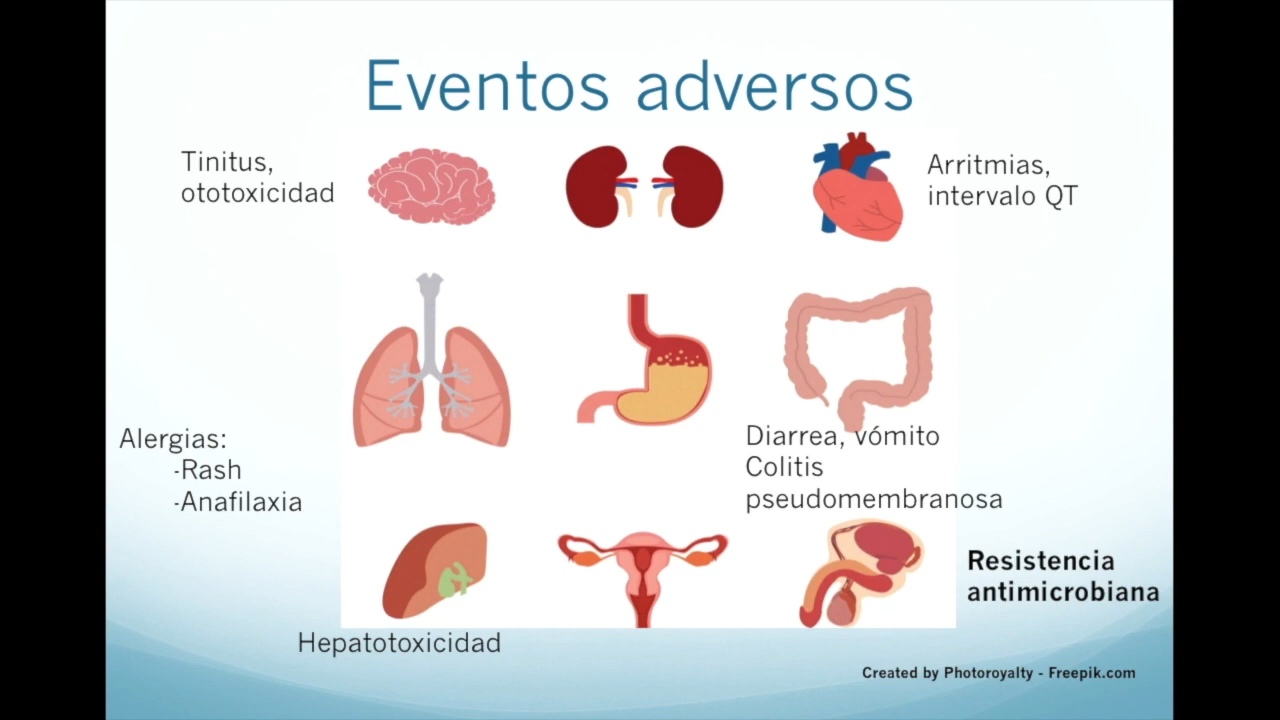 Eventos adversos
Tinitus,
ototoxicidad
Arritmias,
intervalo QT
Alergias:
-Rash
-Anafilaxia
Diarrea, vómito
Colitis
pseudomembranosa
Resistencia
antimicrobiana
Hepatotoxicidad
Created by Photoroyalty - Freepik.com